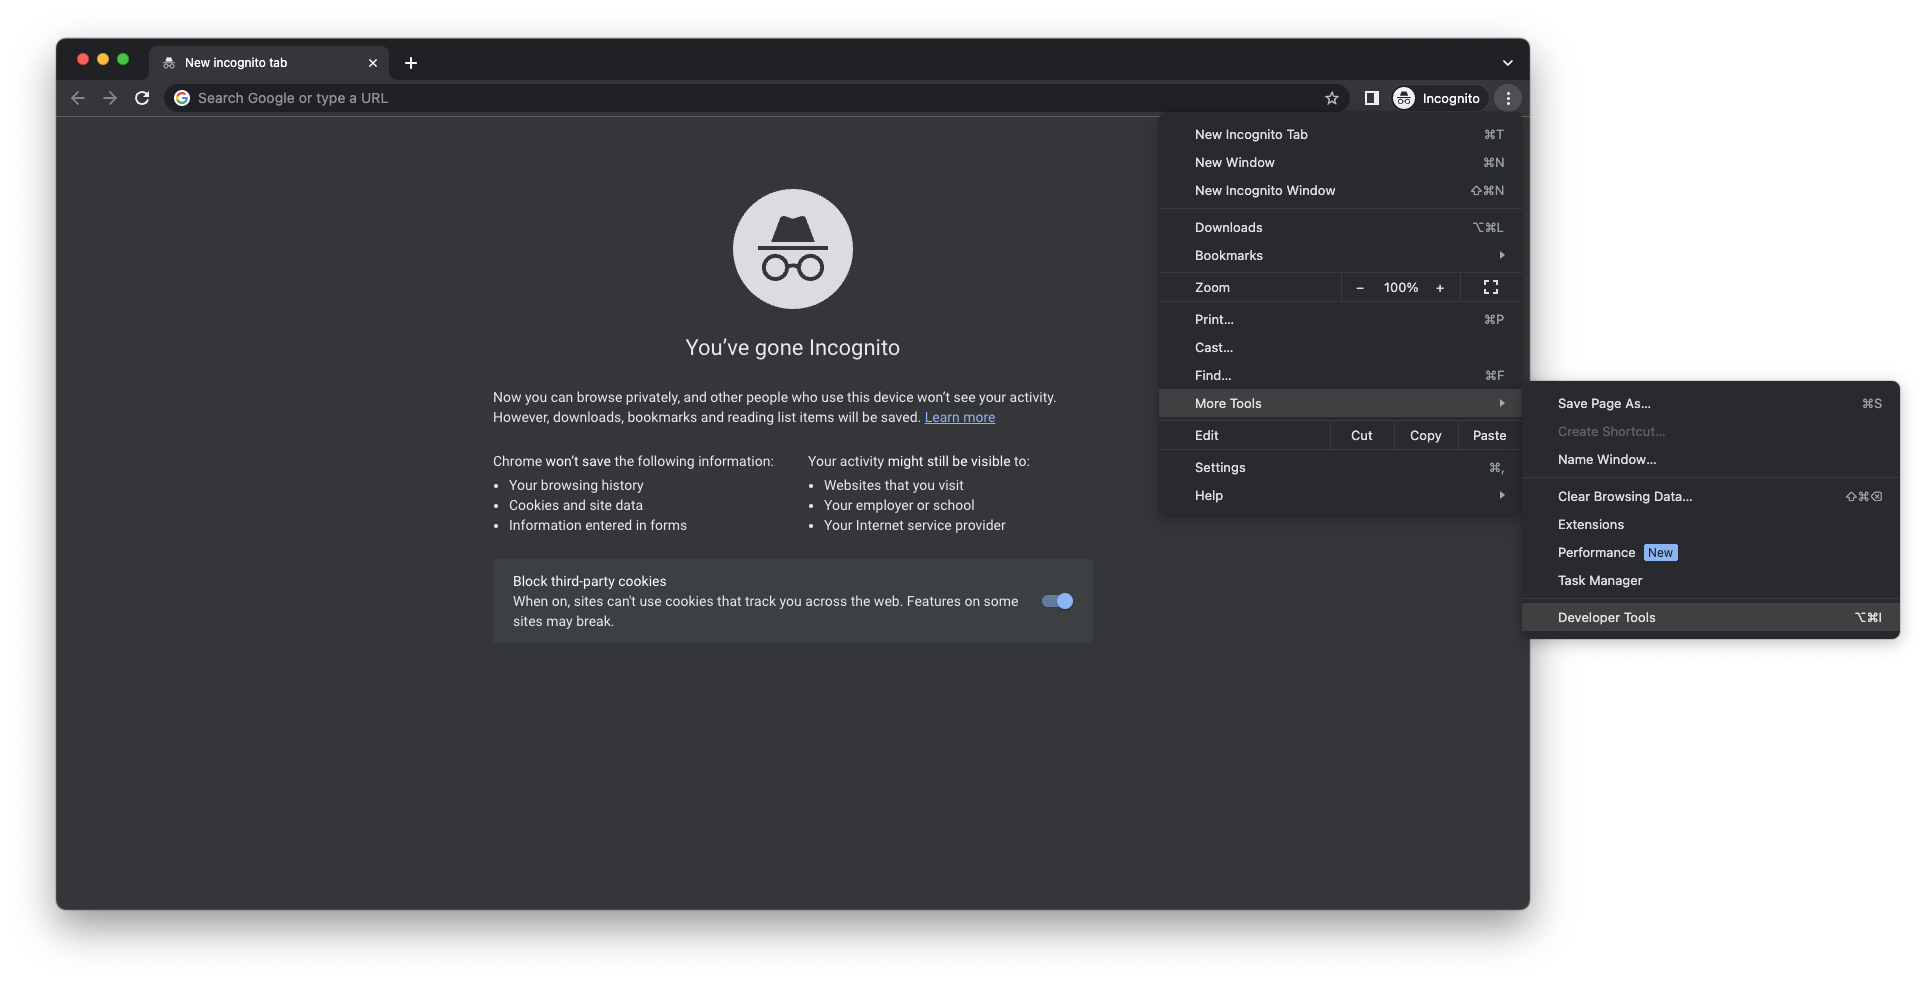 New incognito tab
Search Google or type a URL
Incognito
New Incognito Tab ⌘T
New Window ⌘N
New Incognito Window ⇧⌘N
Downloads ⌥⌘L
Bookmarks
Zoom − 100% +
Print... ⌘P
Cast...
Find... ⌘F
More Tools
Edit Cut Copy Paste
Settings ⌘,
Help
Save Page As... ⌘S
Create Shortcut...
Name Window...
Clear Browsing Data... ⇧⌘⌫
Extensions
Performance New
Task Manager
Developer Tools ⌥⌘I
You’ve gone Incognito
Now you can browse privately, and other people who use this device won’t see your activity.
However, downloads, bookmarks and reading list items will be saved. Learn more
Chrome won’t save the following information:
• Your browsing history
• Cookies and site data
• Information entered in forms
Your activity might still be visible to:
• Websites that you visit
• Your employer or school
• Your Internet service provider
Block third-party cookies
When on, sites can't use cookies that track you across the web. Features on some
sites may break.